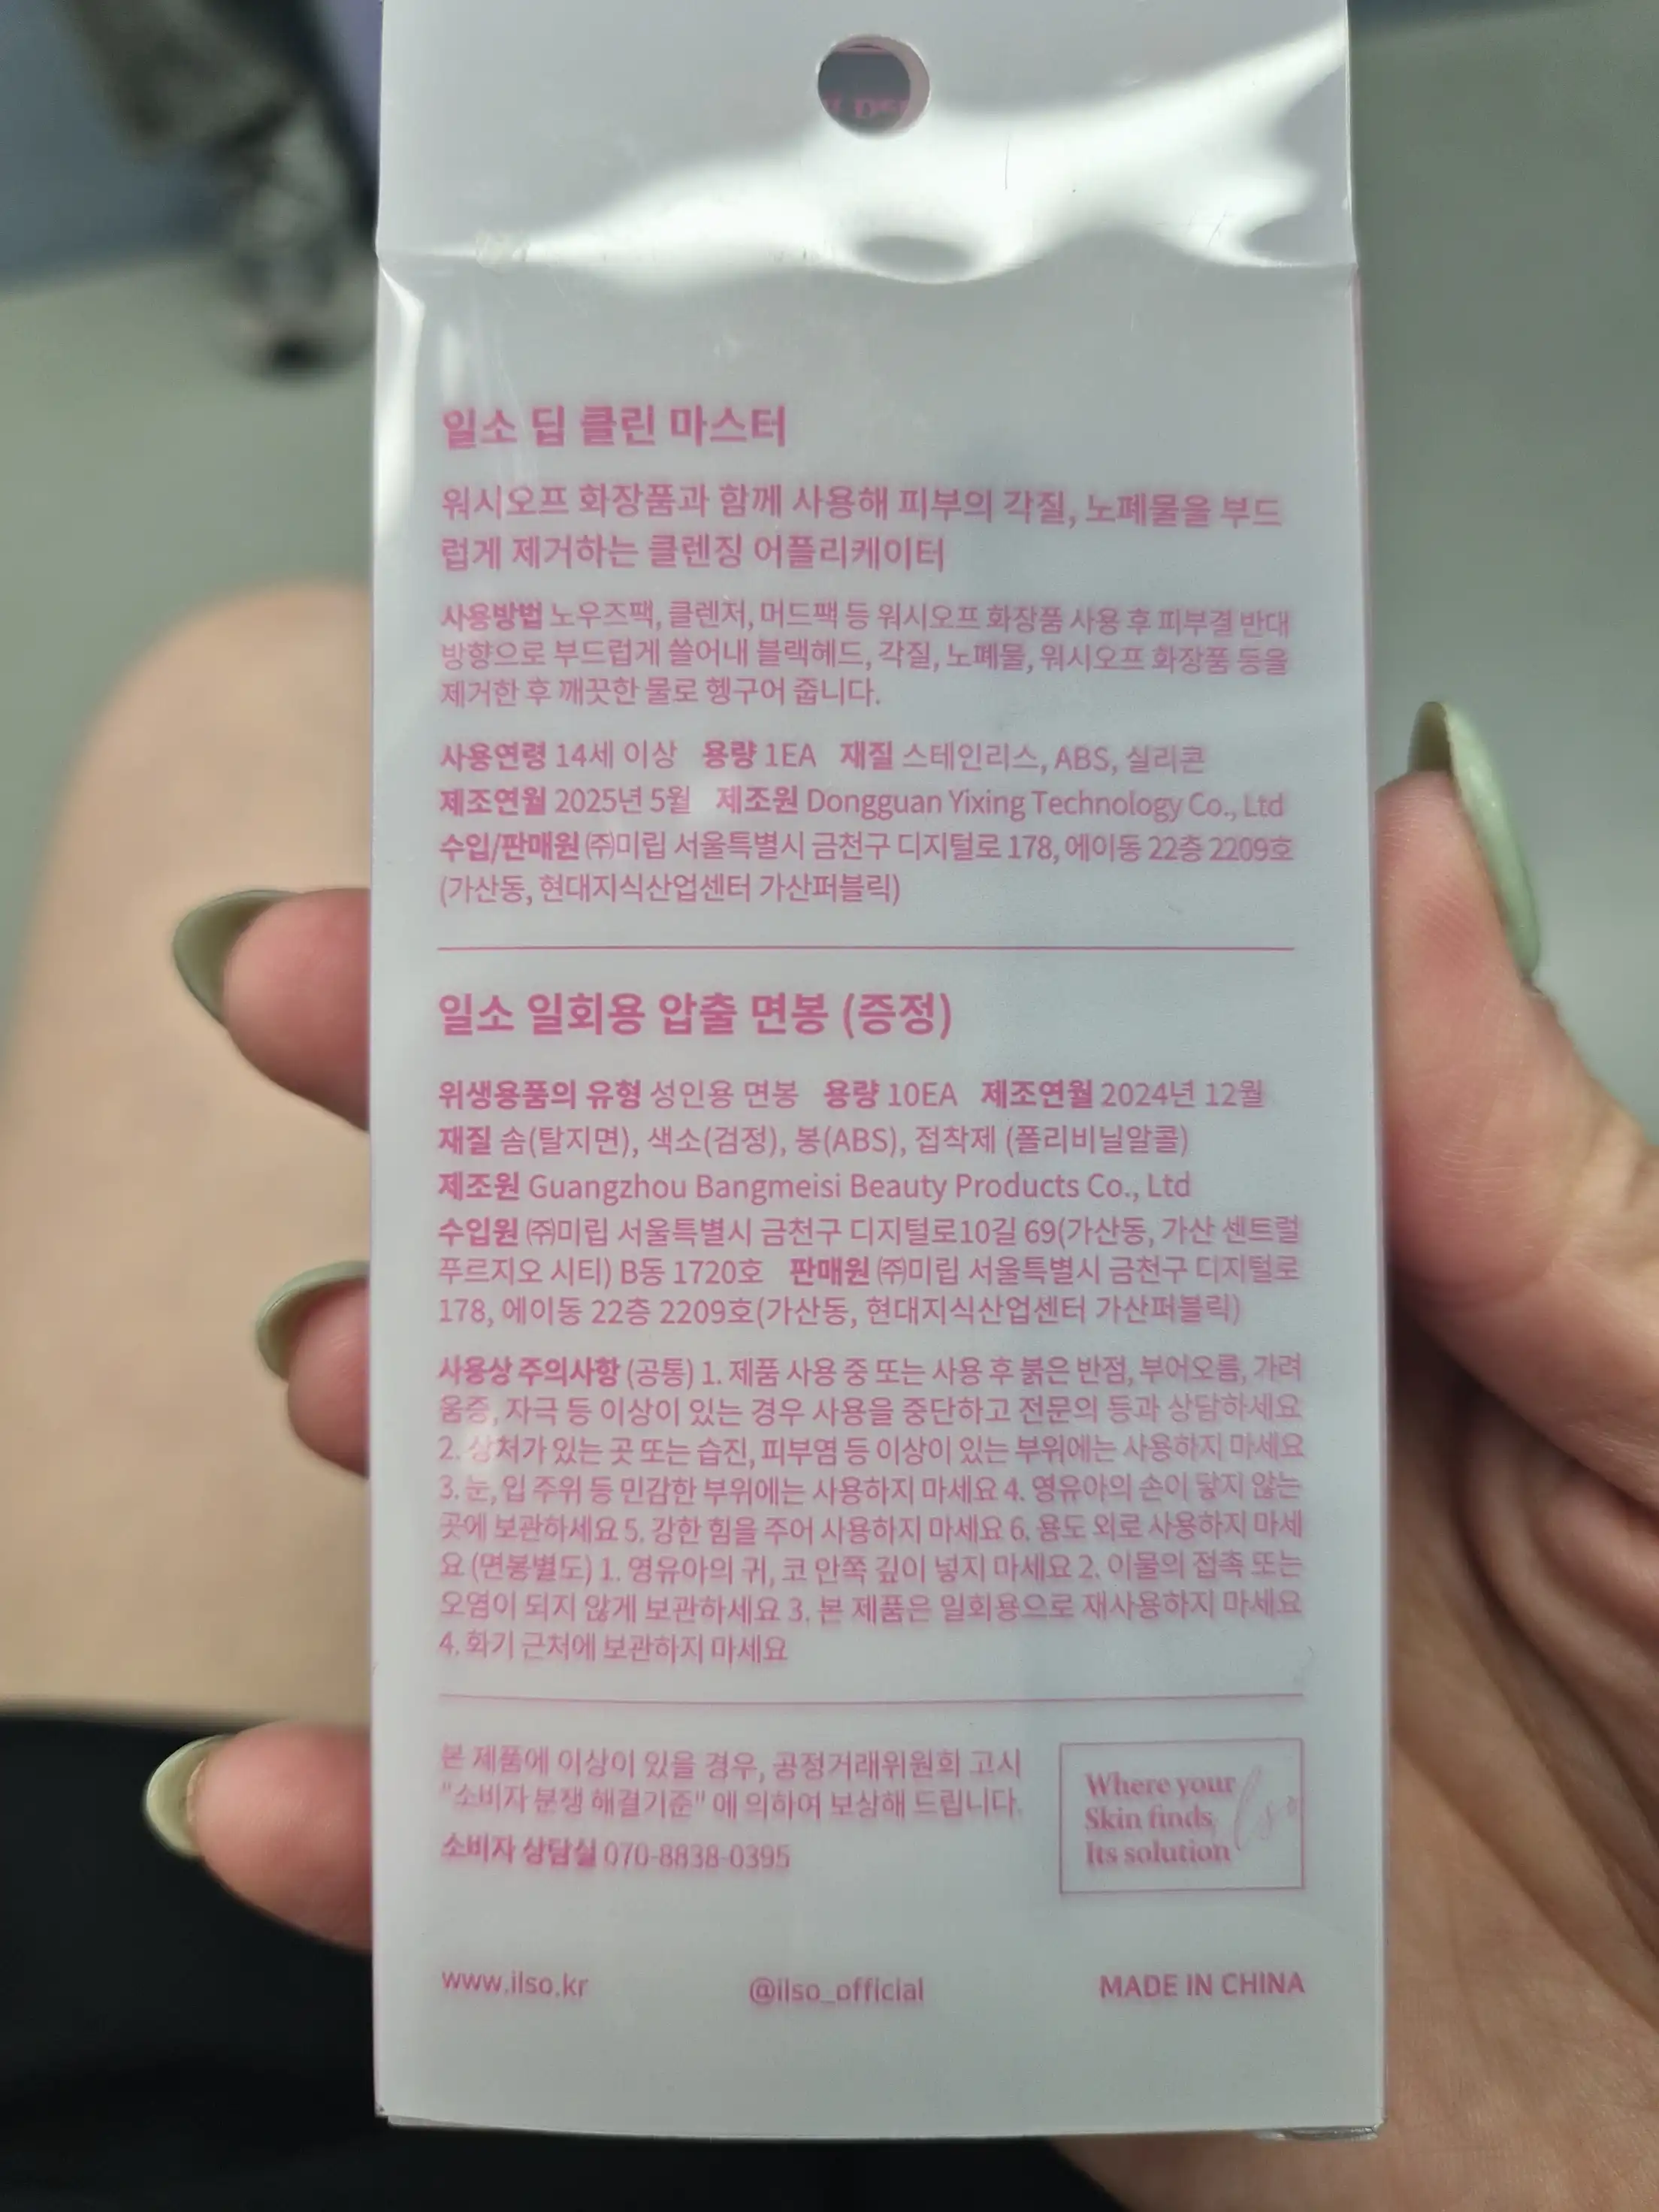 일소 딥 클린 마스터
워시오프 화장품과 함께 사용해 피부의 각질, 노폐물을 부드
럽게 제거하는 클렌징 어플리케이터
사용방법 노우즈팩, 클렌저, 머드팩 등 워시오프 화장품 사용 후 피부결 반대
방향으로 부드럽게 쓸어내 블랙헤드, 각질, 노폐물, 워시오프 화장품 등을
제거한 후 깨끗한 물로 헹구어 줍니다.
사용연령 14세 이상 용량 1EA 재질 스테인리스, ABS, 실리콘
제조연월 2025년 5월 제조원 Dongguan Yixing Technology Co., Ltd
수입/판매원 ㈜미립 서울특별시 금천구 디지털로 178, 에이동 22층 2209호
(가산동, 현대지식산업센터 가산퍼블릭)
일소 일회용 압출 면봉 (증정)
위생용품의 유형 성인용 면봉 용량 10EA 제조연월 2024년 12월
재질 솜(탈지면), 색소(검정), 봉(ABS), 접착제 (폴리비닐알콜)
제조원 Guangzhou Bangmeisi Beauty Products Co., Ltd
수입원 ㈜미립 서울특별시 금천구 디지털로10길 69(가산동, 가산 센트럴
푸르지오 시티) B동 1720호 판매원 ㈜미립 서울특별시 금천구 디지털로
178, 에이동 22층 2209호(가산동, 현대지식산업센터 가산퍼블릭)
사용상 주의사항 (공통) 1. 제품 사용 중 또는 사용 후 붉은 반점, 부어오름, 가려
움증, 자극 등 이상이 있는 경우 사용을 중단하고 전문의 등과 상담하세요
2. 상처가 있는 곳 또는 습진, 피부염 등 이상이 있는 부위에는 사용하지 마세요
3. 눈, 입 주위 등 민감한 부위에는 사용하지 마세요 4. 영유아의 손이 닿지 않는
곳에 보관하세요 5. 강한 힘을 주어 사용하지 마세요 6. 용도 외로 사용하지 마세
요 (면봉별도) 1. 영유아의 귀, 코 안쪽 깊이 넣지 마세요 2. 이물의 접촉 또는
오염이 되지 않게 보관하세요 3. 본 제품은 일회용으로 재사용하지 마세요
4. 화기 근처에 보관하지 마세요
본 제품에 이상이 있을 경우, 공정거래위원회 고시
"소비자 분쟁 해결기준" 에 의하여 보상해 드립니다.
소비자 상담실 070-8838-0395
Where your
Skin finds
Its solution
ilso
www.ilso.kr
@ilso_official
MADE IN CHINA